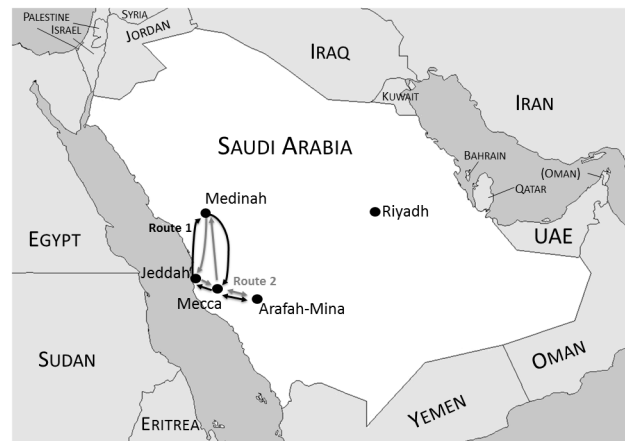 PALESTINE
SYRIA
ISRAEL
JORDAN
IRAQ
KUWAIT
IRAN
SAUDI ARABIA
BAHRAIN
(OMAN)
QATAR
Medinah
Riyadh
Route 1
EGYPT
UAE
Jeddah
Route 2
Mecca
Arafah-Mina
SUDAN
OMAN
YEMEN
ERITREA